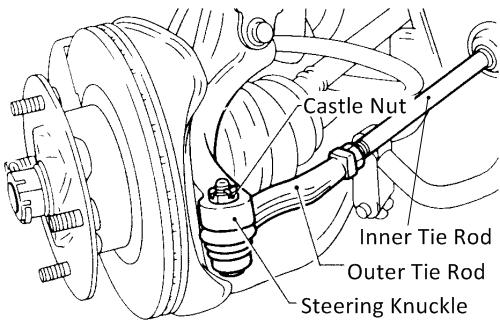 Castle Nut
Inner Tie Rod
Outer Tie Rod
Steering Knuckle